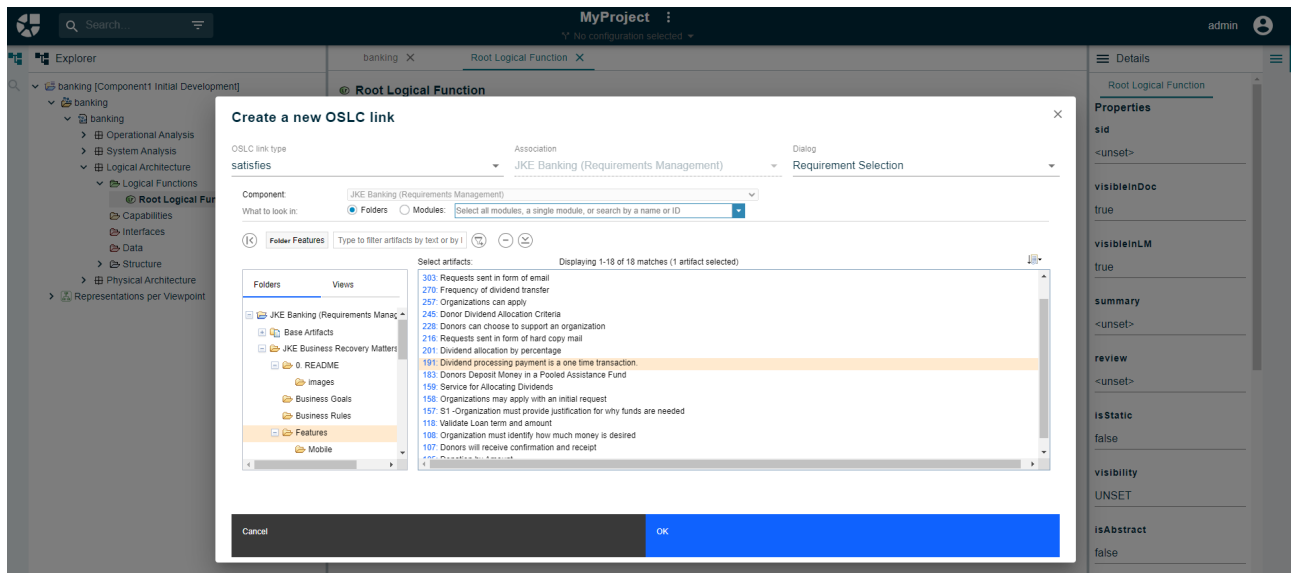 Search...
MyProject
No configuration selected
admin
Explorer
banking
Root Logical Function
Details
banking [Component1 Initial Development]
banking
banking
Operational Analysis
System Analysis
Logical Architecture
Logical Functions
Root Logical Fun
Capabilities
Interfaces
Data
Structure
Physical Architecture
Representations per Viewpoint
Root Logical Function
Create a new OSLC link
OSLC link type
satisfies
Association
JKE Banking (Requirements Management)
Dialog
Requirement Selection
Component:
JKE Banking (Requirements Management)
What to look in:
Folders
Modules:
Select all modules, a single module, or search by a name or ID
Folder Features
Type to filter artifacts by text or by I
Select artifacts:
Displaying 1-18 of 18 matches (1 artifact selected)
Folders
Views
JKE Banking (Requirements Manag
Base Artifacts
JKE Business Recovery Matters
0. README
images
Business Goals
Business Rules
Features
Mobile
303: Requests sent in form of email
270: Frequency of dividend transfer
257: Organizations can apply
245: Donor Dividend Allocation Criteria
228: Donors can choose to support an organization
216: Requests sent in form of hard copy mail
201: Dividend allocation by percentage
191: Dividend processing payment is a one time transaction.
183: Donors Deposit Money in a Pooled Assistance Fund
159: Service for Allocating Dividends
158: Organizations may apply with an initial request
157: S1 -Organization must provide justification for why funds are needed
118: Validate Loan term and amount
108: Organization must identify how much money is desired
107: Donors will receive confirmation and receipt
Cancel
OK
Root Logical Function
Properties
sid
<unset>
visibleInDoc
true
visibleInLM
true
summary
<unset>
review
<unset>
isStatic
false
visibility
UNSET
isAbstract
false